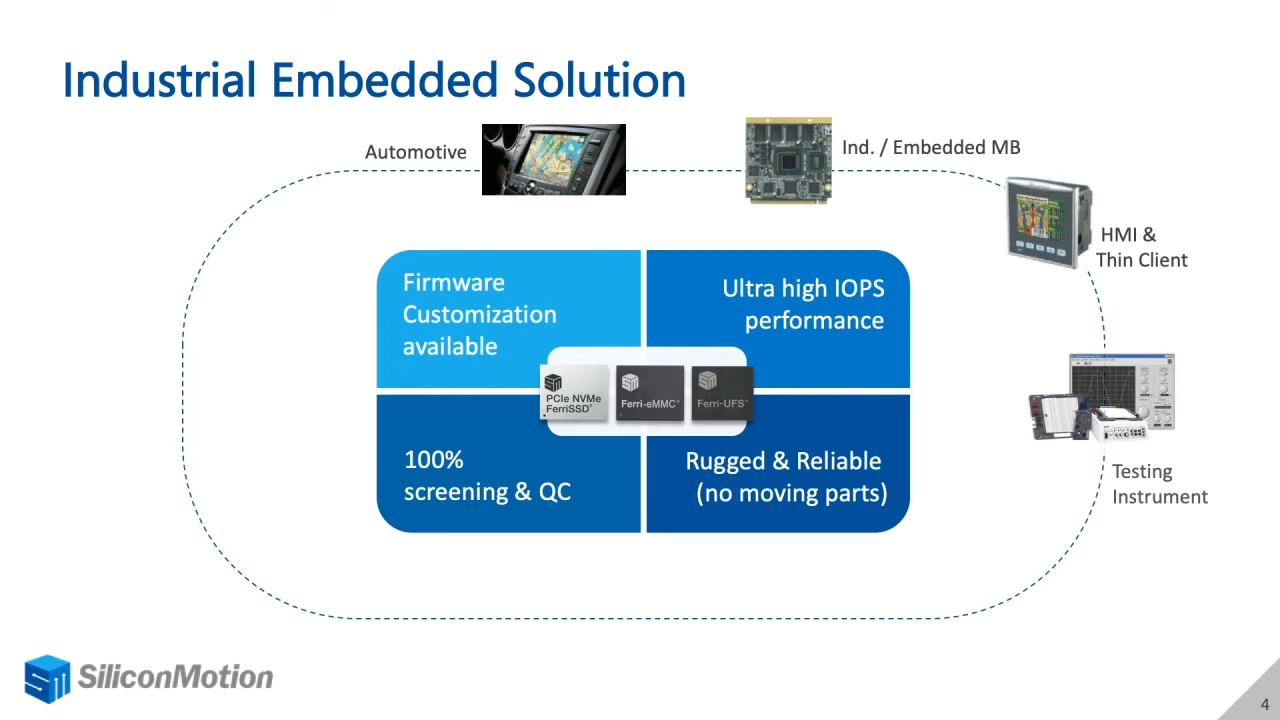 Industrial Embedded Solution
Automotive
Ind. / Embedded MB
HMI &
Thin Client
Firmware
Customization
available
Ultra high IOPS
performance
PCIe NVMe
FerriSSD®
Ferri-eMMC®
Ferri-UFS™
100%
screening & QC
Rugged & Reliable
(no moving parts)
Testing
Instrument
SiliconMotion
4